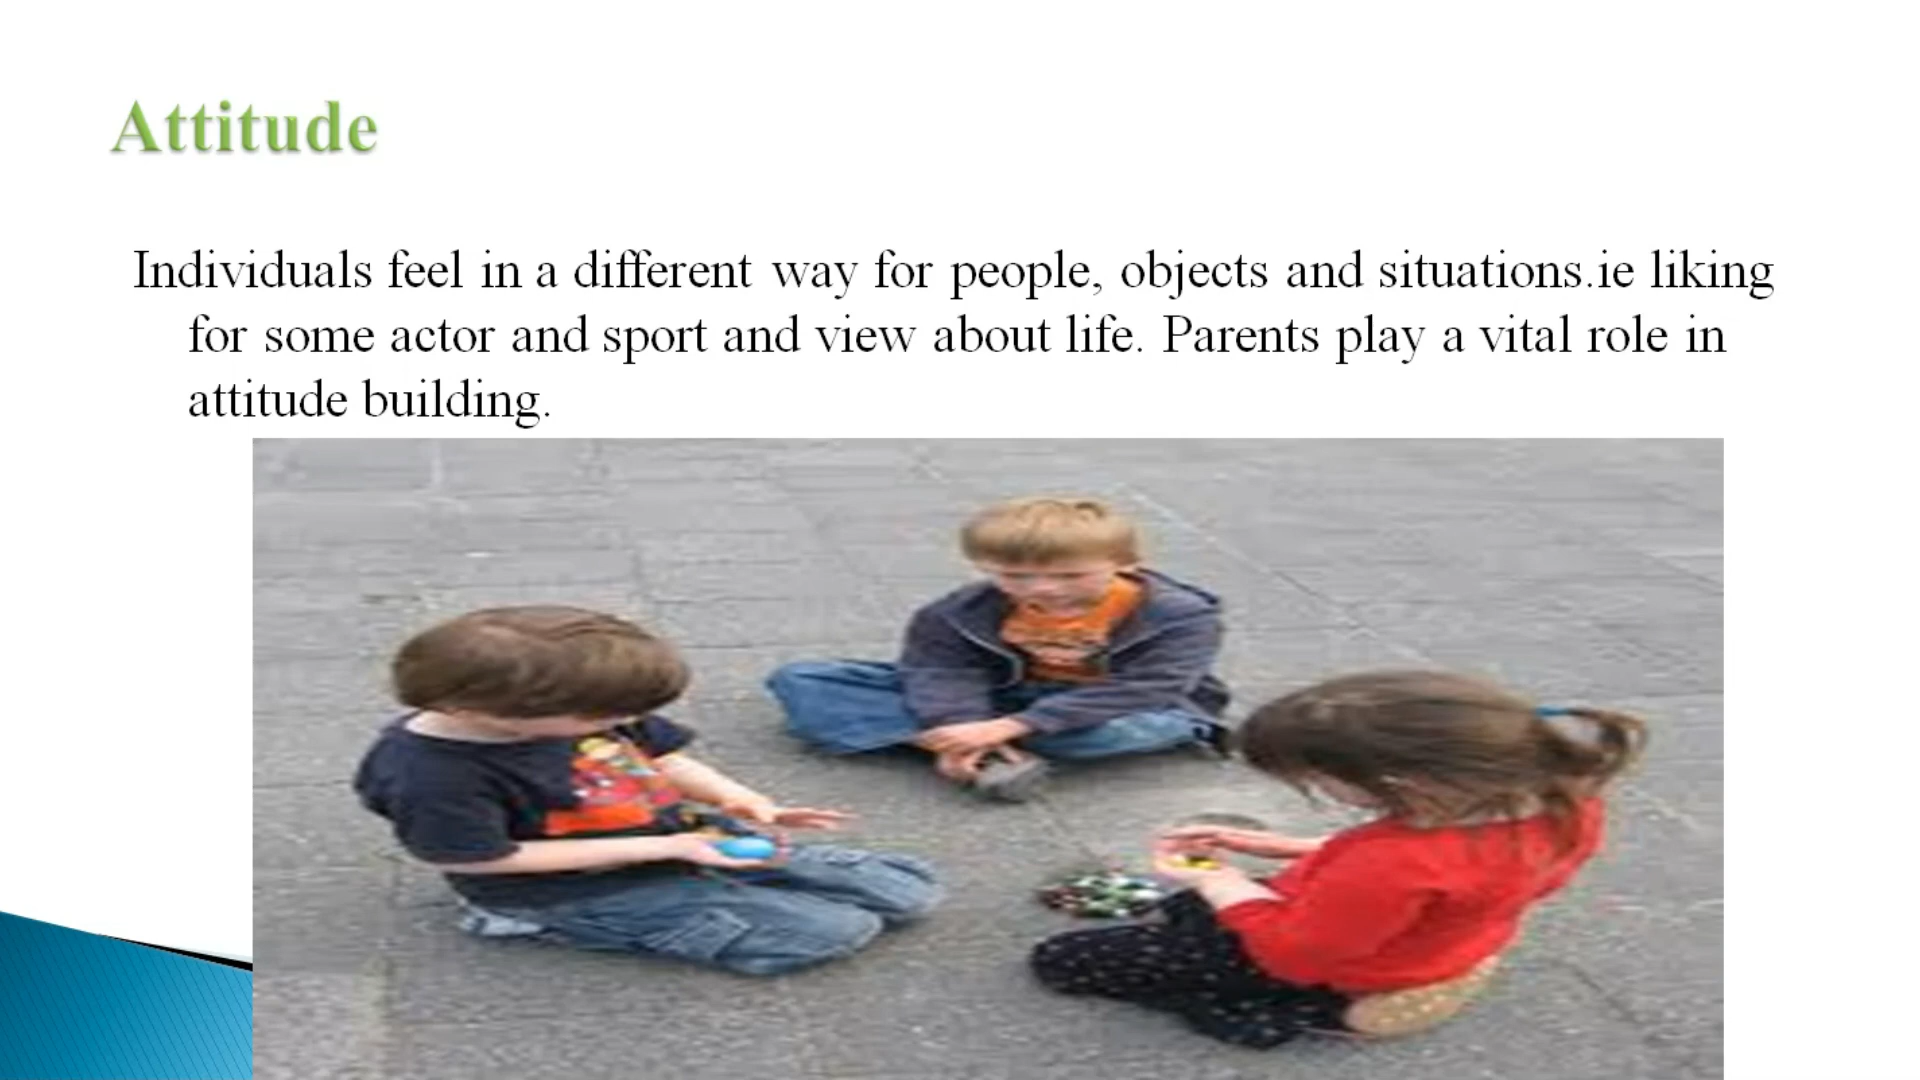 Attitude
Individuals feel in a different way for people, objects and situations.ie liking
for some actor and sport and view about life. Parents play a vital role in
attitude building.